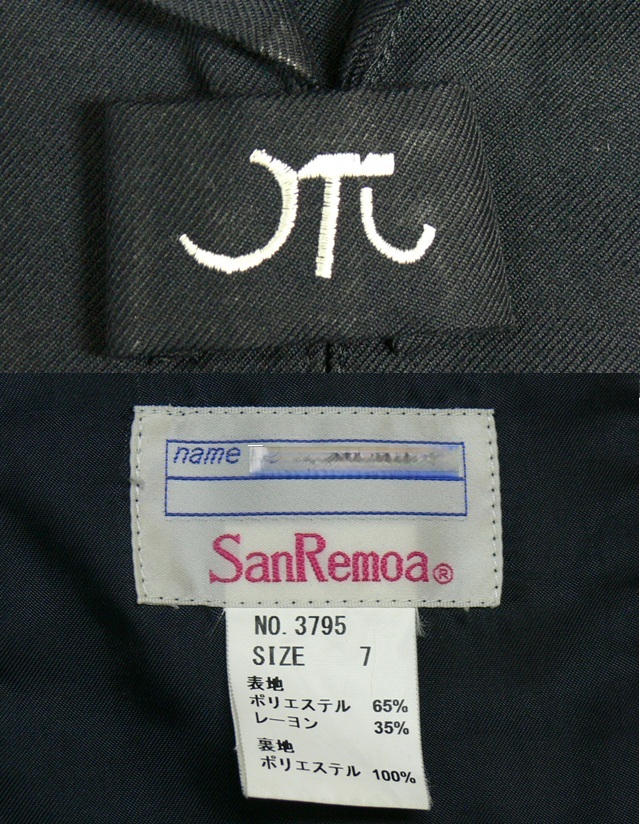 name
SanRemoa®
NO. 3795
SIZE 7
表地
ポリエステル 65%
レーヨン 35%
裏地
ポリエステル 100%